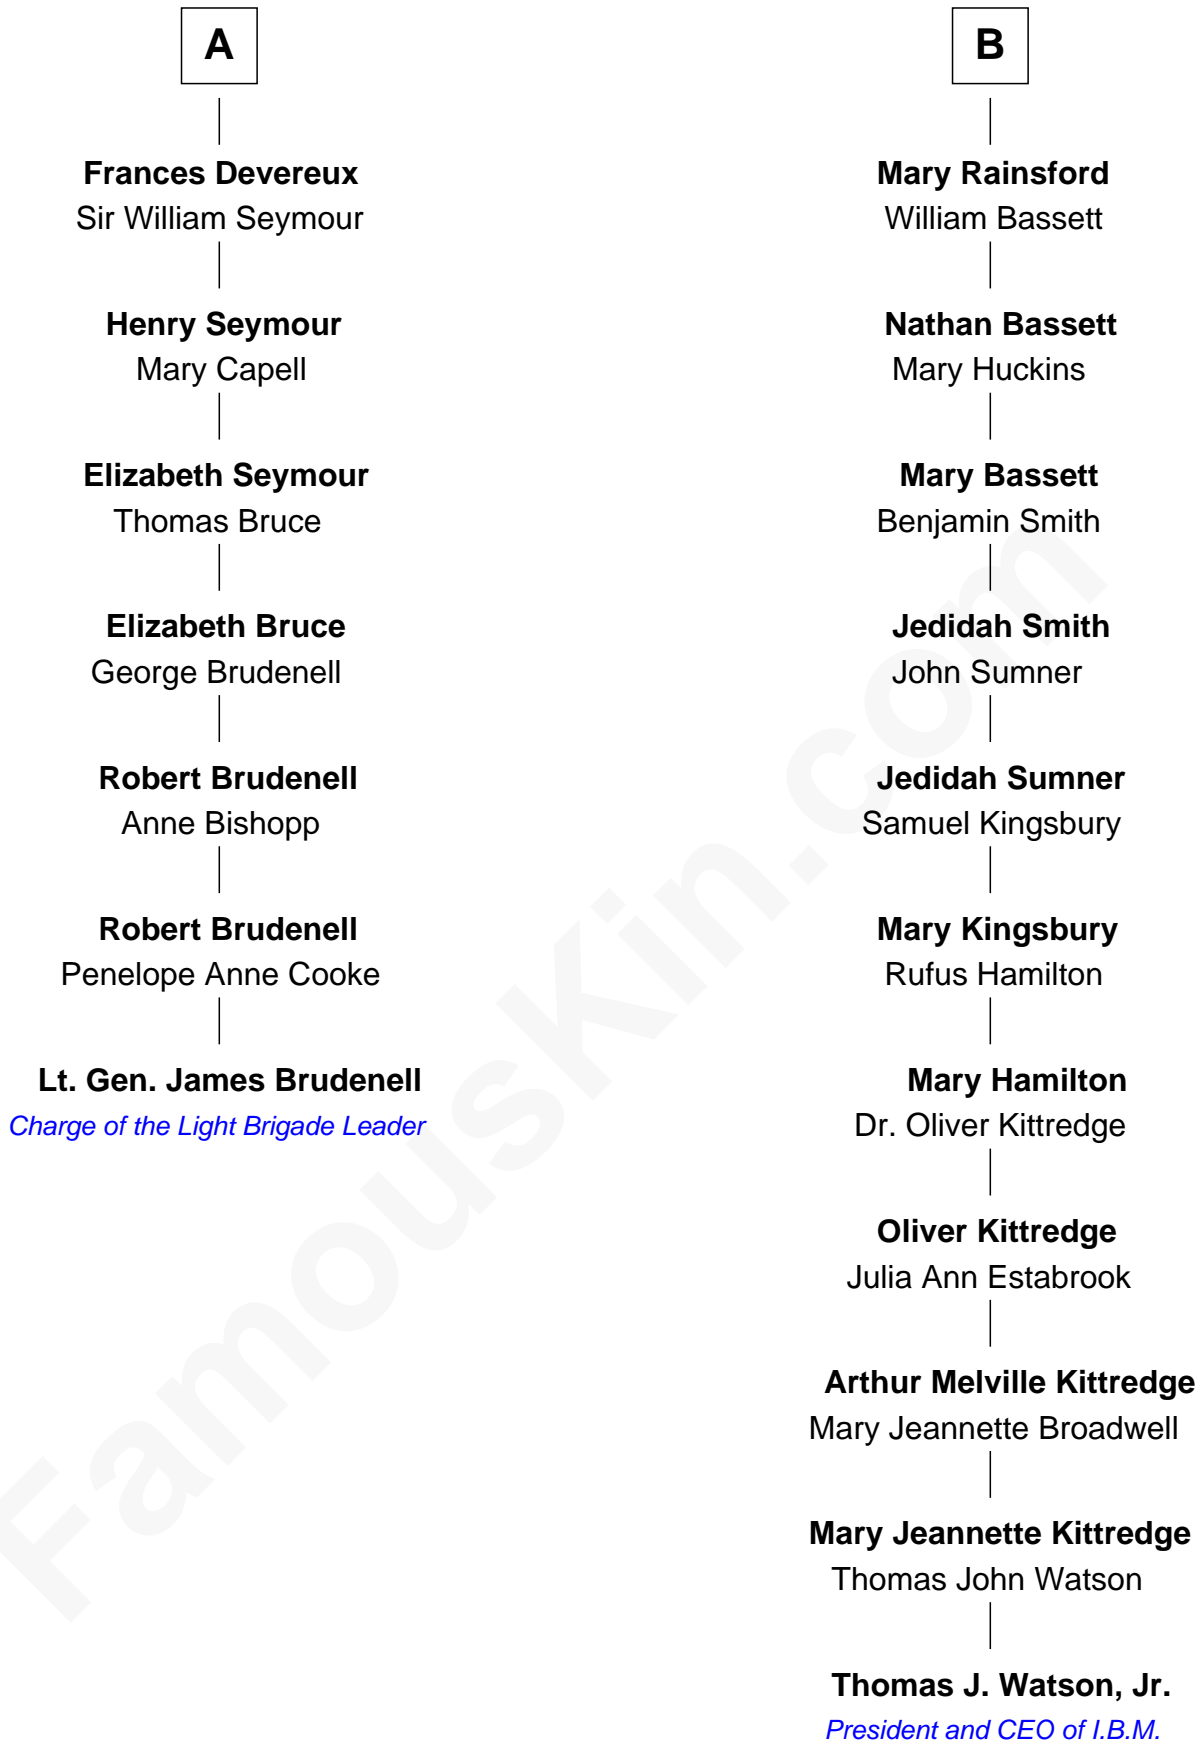 A
Frances Devereux
Sir William Seymour
Henry Seymour
Mary Capell
Elizabeth Seymour
Thomas Bruce
Elizabeth Bruce
George Brudenell
Robert Brudenell
Anne Bishopp
Robert Brudenell
Penelope Anne Cooke
Lt. Gen. James Brudenell
Charge of the Light Brigade Leader
B
Mary Rainsford
William Bassett
Nathan Bassett
Mary Huckins
Mary Bassett
Benjamin Smith
Jedidah Smith
John Sumner
Jedidah Sumner
Samuel Kingsbury
Mary Kingsbury
Rufus Hamilton
Mary Hamilton
Dr. Oliver Kittredge
Oliver Kittredge
Julia Ann Estabrook
Arthur Melville Kittredge
Mary Jeannette Broadwell
Mary Jeannette Kittredge
Thomas John Watson
Thomas J. Watson, Jr.
President and CEO of I.B.M.
FamousKin.com